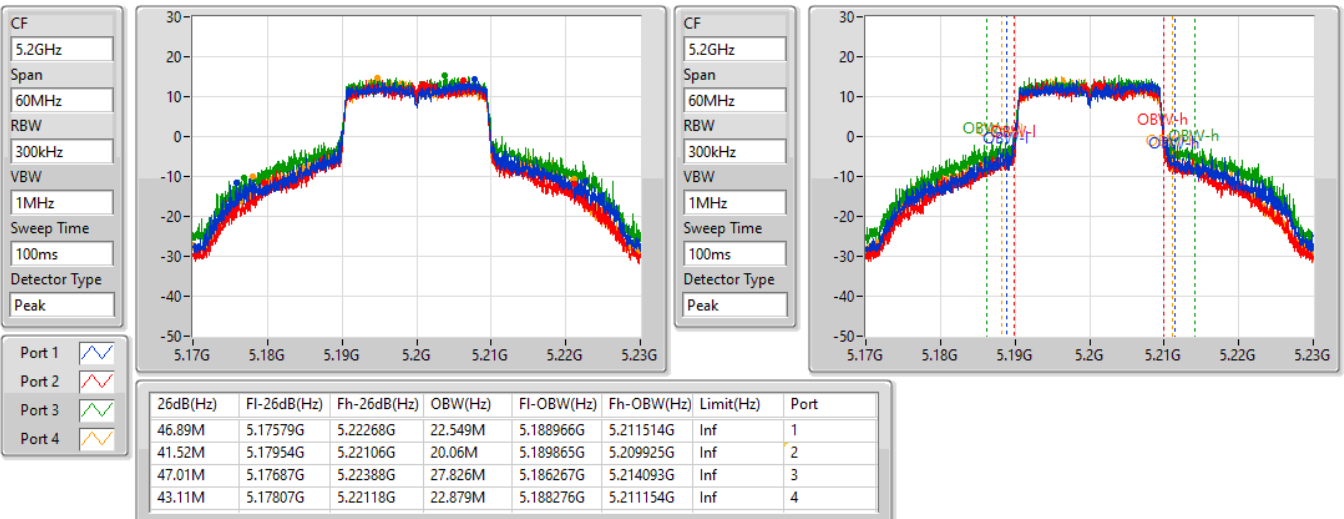 CF
5.2GHz
Span
60MHz
RBW
300kHz
VBW
1MHz
Sweep Time
100ms
Detector Type
Peak
30
20
10
0
-10
-20
-30
-40
-50
5.17G 5.18G 5.19G 5.2G 5.21G 5.22G 5.23G
CF
5.2GHz
Span
60MHz
RBW
300kHz
VBW
1MHz
Sweep Time
100ms
Detector Type
Peak
30
20
10
0
-10
-20
-30
-40
-50
OBW-h
OBW-l
OBW-h
5.17G 5.18G 5.19G 5.2G 5.21G 5.22G 5.23G
Port 1
Port 2
Port 3
Port 4
26dB(Hz) Fl-26dB(Hz) Fh-26dB(Hz) OBW(Hz) Fl-OBW(Hz) Fh-OBW(Hz) Limit(Hz) Port
46.89M 5.17579G 5.22268G 22.549M 5.188966G 5.211514G Inf 1
41.52M 5.17954G 5.22106G 20.06M 5.189865G 5.209925G Inf 2
47.01M 5.17687G 5.22388G 27.826M 5.186267G 5.214093G Inf 3
43.11M 5.17807G 5.22118G 22.879M 5.188276G 5.211154G Inf 4